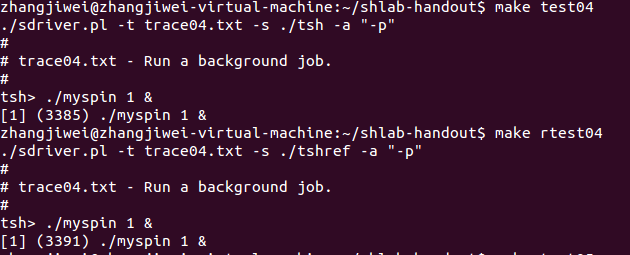 zhangjiwei@zhangjiwei-virtual-machine:~/shlab-handout$ make test04
./sdriver.pl -t trace04.txt -s ./tsh -a "-p"
#
# trace04.txt - Run a background job.
#
tsh> ./myspin 1 &
[1] (3385) ./myspin 1 &
zhangjiwei@zhangjiwei-virtual-machine:~/shlab-handout$ make rtest04
./sdriver.pl -t trace04.txt -s ./tshref -a "-p"
#
# trace04.txt - Run a background job.
#
tsh> ./myspin 1 &
[1] (3391) ./myspin 1 &